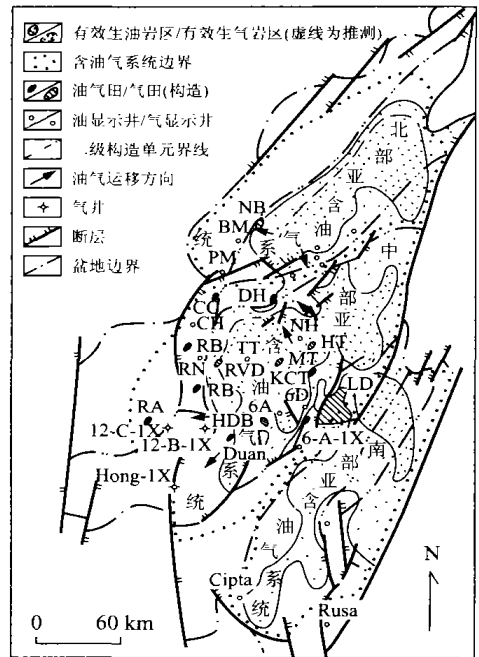 有效生油岩区/有效生气岩区(虚线为推测)
含油气系统边界
油气田/气田(构造)
油显示井/气显示井
级构造单元界线
油气运移方向
气井
断层
盆地边界
北部亚含油气系统
中部亚含油气系统
南部亚含油气系统
NB
BM
PM
CC
CH
DH
NH
HT
RB
TT
MT
RN
RVD
KCT
LD
RB
6D
RA
HDB
6A
12-C-1X
12-B-1X
Duan
6-A-1X
Hong-1X
Cipta
Rusa
N
0 60 km